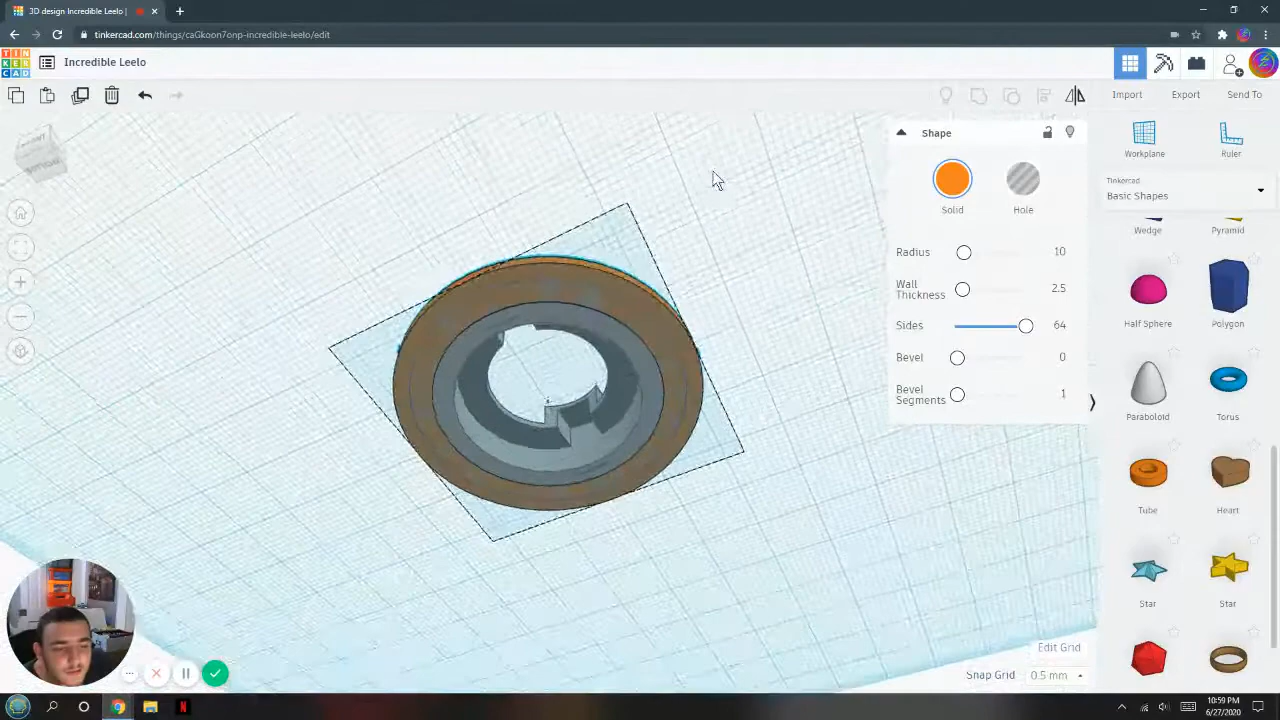 3D design Incredible Leelo |
tinkercad.com/things/caGkoon7onp-incredible-leelo/edit
TIN
KER
CAD
Incredible Leelo
Import
Export
Send To
Shape
Solid
Hole
Radius
10
Wall
Thickness
2.5
Sides
64
Bevel
0
Bevel
Segments
1
Workplane
Ruler
Tinkercad
Basic Shapes
Wedge
Pyramid
Half Sphere
Polygon
Paraboloid
Torus
Tube
Heart
Star
Star
Edit Grid
Snap Grid
0.5 mm
10:59 PM
6/27/2020